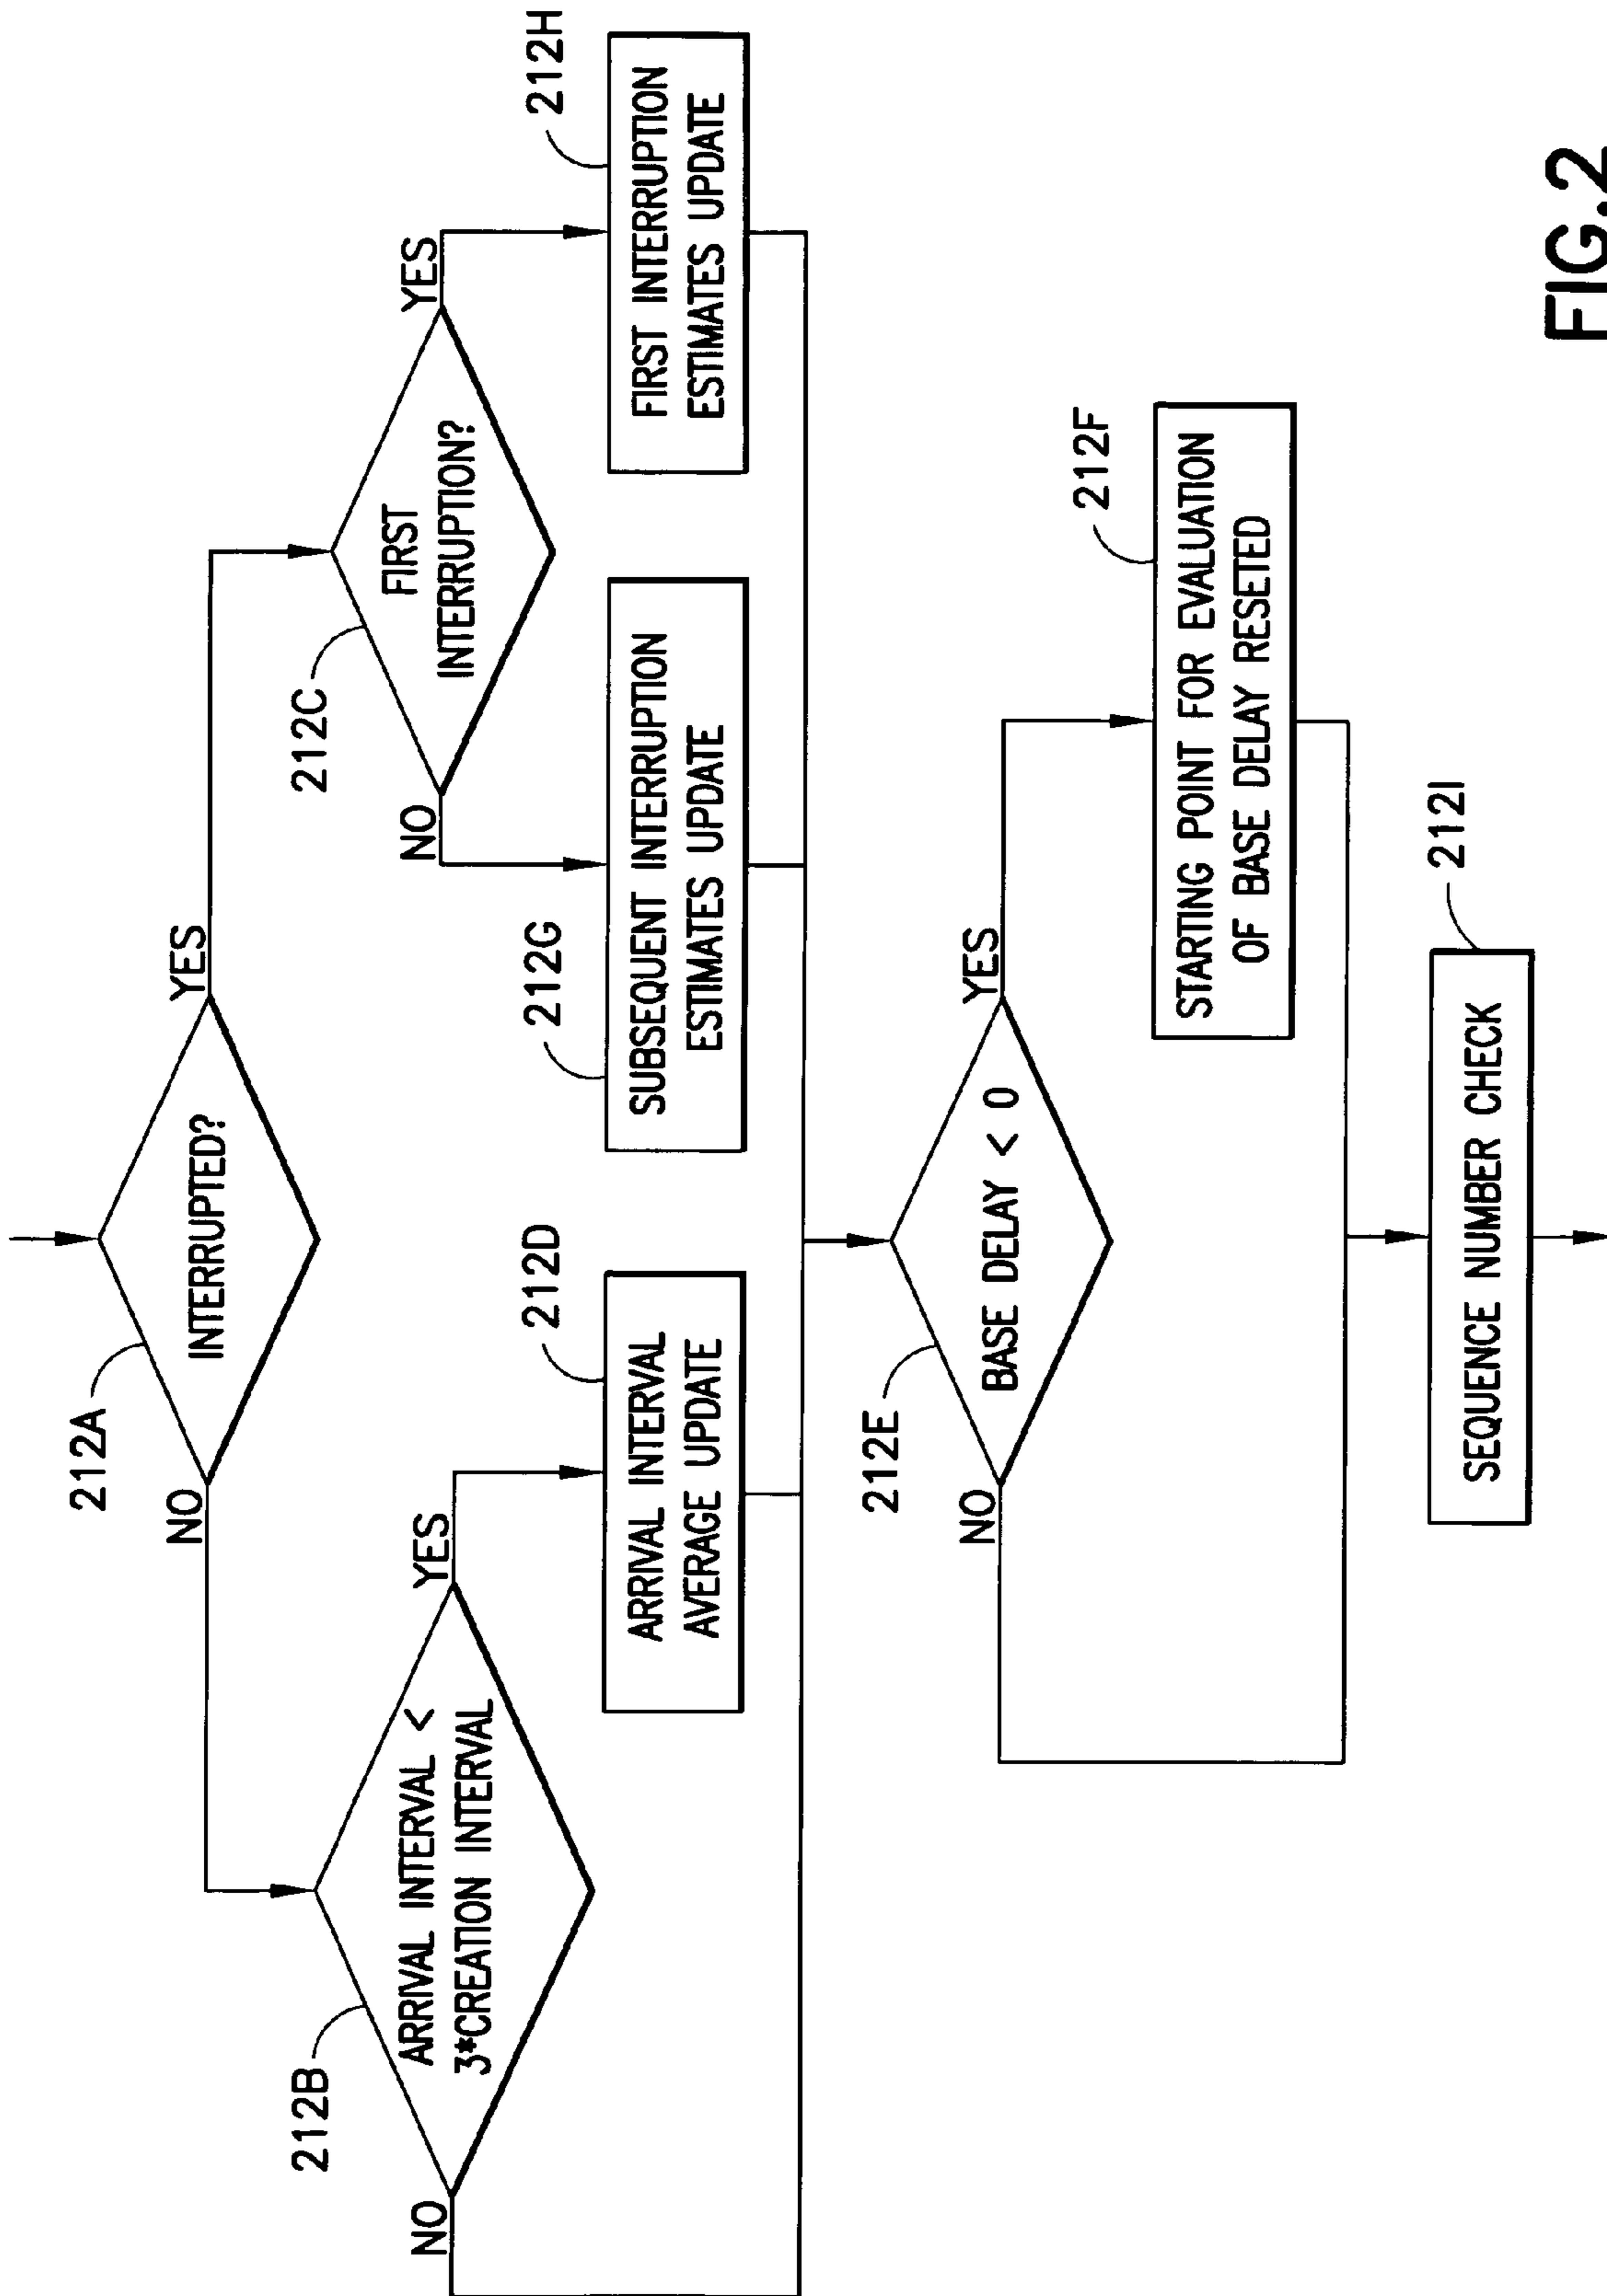 212A
INTERRUPTED?
NO
YES
212B
ARRIVAL INTERVAL <
3*CREATION INTERVAL
NO
YES
212C
FIRST
INTERRUPTION?
NO
YES
212D
ARRIVAL INTERVAL
AVERAGE UPDATE
212G
SUBSEQUENT INTERRUPTION
ESTIMATES UPDATE
212H
FIRST INTERRUPTION
ESTIMATES UPDATE
212E
BASE DELAY < 0
NO
YES
212F
STARTING POINT FOR EVALUATION
OF BASE DELAY RESETED
212I
SEQUENCE NUMBER CHECK
FIG.2